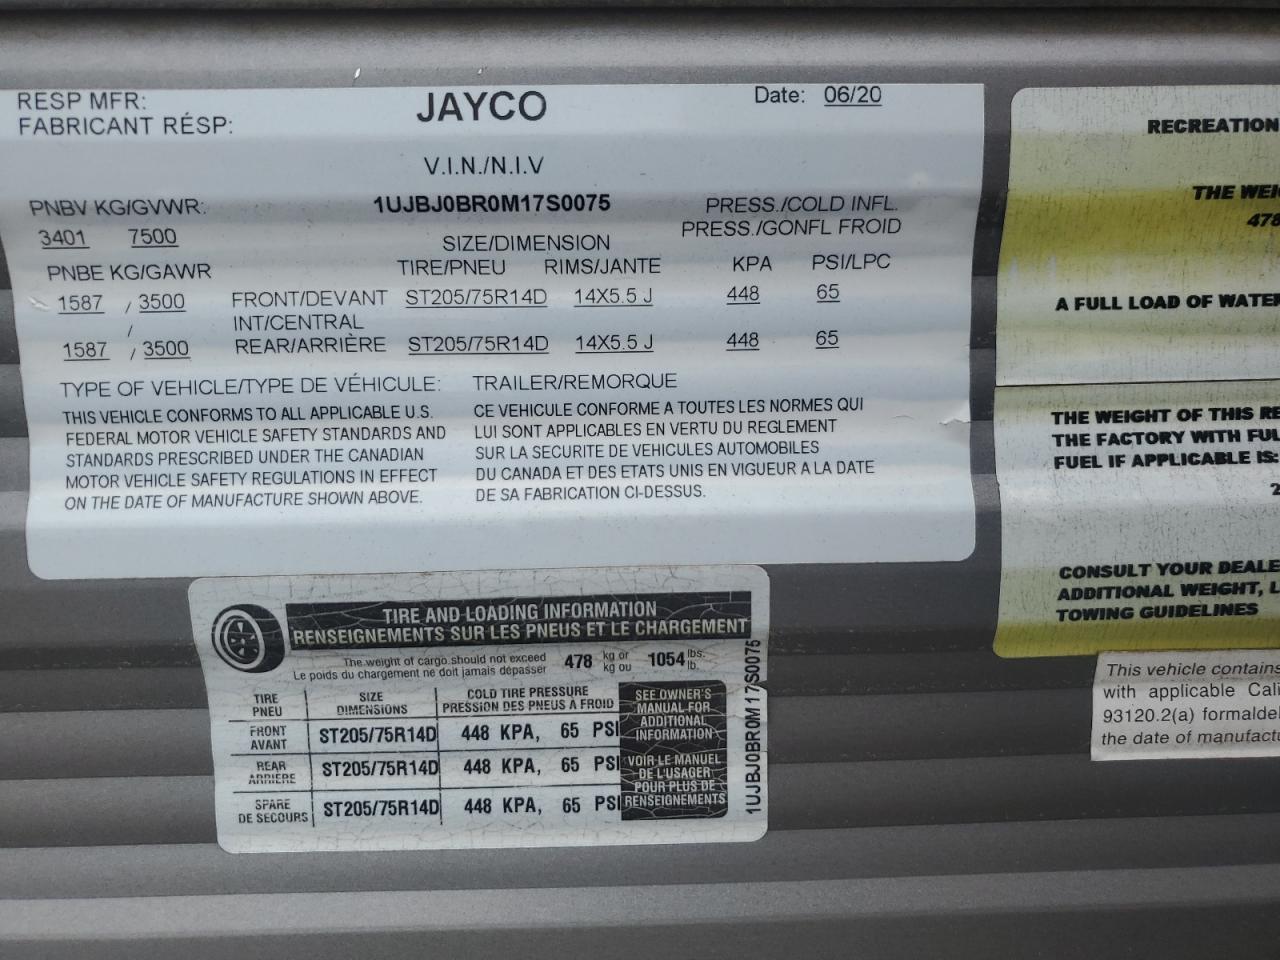 RESP MFR: JAYCO Date: 06/20
FABRICANT RÉSP:
V.I.N./N.I.V
PNBV KG/GVWR: 1UJBJ0BR0M17S0075 PRESS./COLD INFL.
3401 7500 PRESS./GONFL FROID
SIZE/DIMENSION
PNBE KG/GAWR TIRE/PNEU RIMS/JANTE KPA PSI/LPC
1587 / 3500 FRONT/DEVANT ST205/75R14D 14X5.5 J 448 65
/ INT/CENTRAL
1587 / 3500 REAR/ARRIÈRE ST205/75R14D 14X5.5 J 448 65
TYPE OF VEHICLE/TYPE DE VÉHICULE: TRAILER/REMORQUE
THIS VEHICLE CONFORMS TO ALL APPLICABLE U.S.
FEDERAL MOTOR VEHICLE SAFETY STANDARDS AND
STANDARDS PRESCRIBED UNDER THE CANADIAN
MOTOR VEHICLE SAFETY REGULATIONS IN EFFECT
ON THE DATE OF MANUFACTURE SHOWN ABOVE.
CE VEHICULE CONFORME A TOUTES LES NORMES QUI
LUI SONT APPLICABLES EN VERTU DU REGLEMENT
SUR LA SECURITE DE VEHICULES AUTOMOBILES
DU CANADA ET DES ETATS UNIS EN VIGUEUR A LA DATE
DE SA FABRICATION CI-DESSUS.
TIRE AND LOADING INFORMATION
RENSEIGNEMENTS SUR LES PNEUS ET LE CHARGEMENT
The weight of cargo should not exceed 478 kg or 1054 lbs.
Le poids du chargement ne doit jamais dépasser kg ou lb.
TIRE SIZE COLD TIRE PRESSURE
PNEU DIMENSIONS PRESSION DES PNEUS A FROID
FRONT
AVANT ST205/75R14D 448 KPA, 65 PSI
REAR
ARRIERE ST205/75R14D 448 KPA, 65 PSI
SPARE
DE SECOURS ST205/75R14D 448 KPA, 65 PSI
SEE OWNER'S
MANUAL FOR
ADDITIONAL
INFORMATION
VOIR LE MANUEL
DE L'USAGER
POUR PLUS DE
RENSEIGNEMENTS
1UJBJ0BR0M17S0075
RECREATION
THE WEI
478
A FULL LOAD OF WATE
THE WEIGHT OF THIS RE
THE FACTORY WITH FUL
FUEL IF APPLICABLE IS:
2
CONSULT YOUR DEALE
ADDITIONAL WEIGHT, L
TOWING GUIDELINES
This vehicle contains
with applicable Cali
93120.2(a) formaldel
the date of manufactu